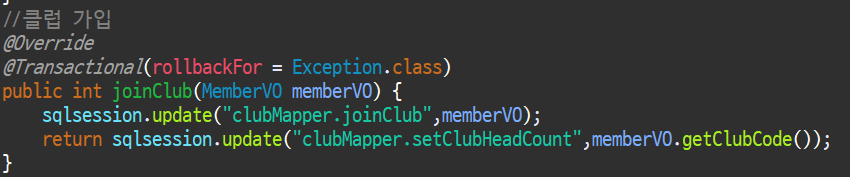 }
//클럽 가입
@Override
@Transactional(rollbackFor = Exception.class)
public int joinClub(MemberVO memberVO) {
sqlsession.update("clubMapper.joinClub",memberVO);
return sqlsession.update("clubMapper.setClubHeadCount",memberVO.getClubCode());
}